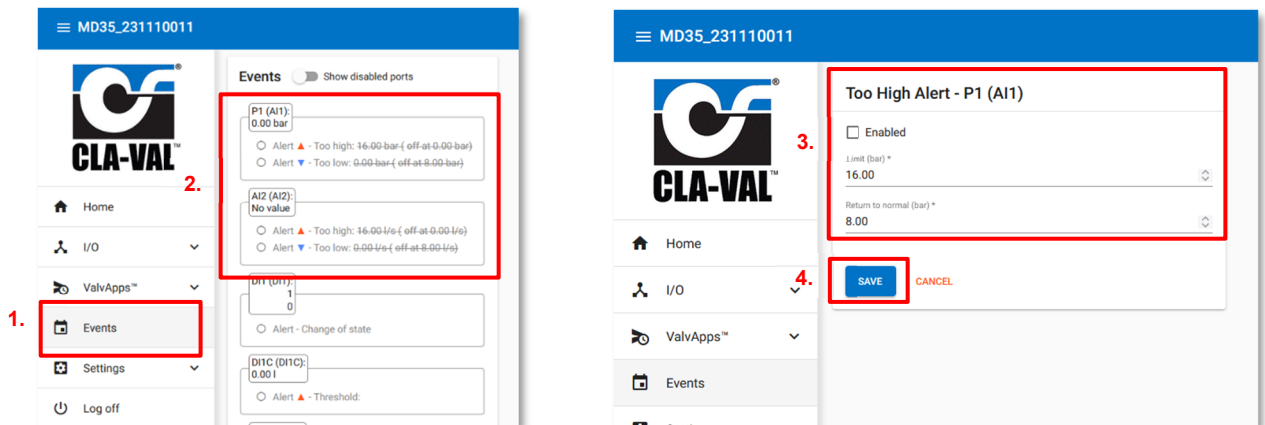 MD35_231110011
CLA-VAL™
Home
I/O
ValvApps™
1.
Events
Settings
Log off
2.
Events Show disabled ports
P1 (AI1):
0.00 bar
Alert ▲ - Too high: 16.00 bar ( off at 0.00 bar)
Alert ▼ - Too low: 0.00 bar ( off at 8.00 bar)
AI2 (AI2):
No value
Alert ▲ - Too high: 16.00 l/s ( off at 0.00 l/s)
Alert ▼ - Too low: 0.00 l/s ( off at 8.00 l/s)
DI1 (DI1):
1
0
Alert - Change of state
DI1C (DI1C):
0.00 l
Alert ▲ - Threshold:
MD35_231110011
CLA-VAL™
Home
I/O
ValvApps™
Events
3.
Too High Alert - P1 (AI1)
Enabled
Limit (bar) *
16.00
Return to normal (bar) *
8.00
4.
SAVE CANCEL